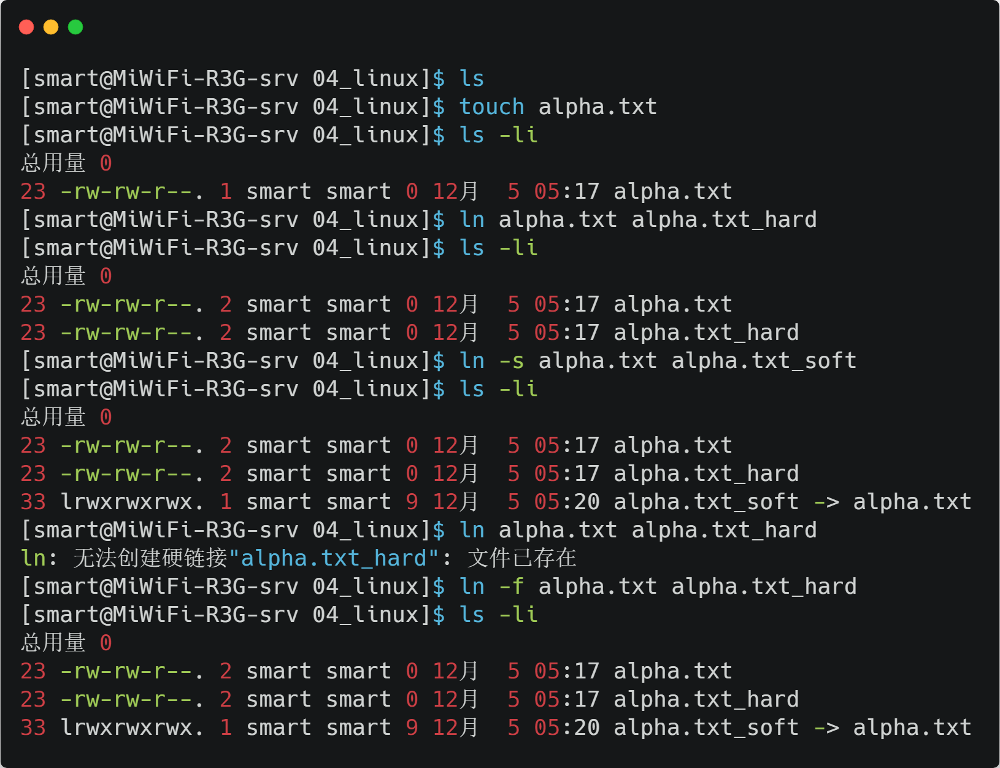 [smart@MiWiFi-R3G-srv 04_linux]$ ls
[smart@MiWiFi-R3G-srv 04_linux]$ touch alpha.txt
[smart@MiWiFi-R3G-srv 04_linux]$ ls -li
总用量 0
23 -rw-rw-r--. 1 smart smart 0 12月  5 05:17 alpha.txt
[smart@MiWiFi-R3G-srv 04_linux]$ ln alpha.txt alpha.txt_hard
[smart@MiWiFi-R3G-srv 04_linux]$ ls -li
总用量 0
23 -rw-rw-r--. 2 smart smart 0 12月  5 05:17 alpha.txt
23 -rw-rw-r--. 2 smart smart 0 12月  5 05:17 alpha.txt_hard
[smart@MiWiFi-R3G-srv 04_linux]$ ln -s alpha.txt alpha.txt_soft
[smart@MiWiFi-R3G-srv 04_linux]$ ls -li
总用量 0
23 -rw-rw-r--. 2 smart smart 0 12月  5 05:17 alpha.txt
23 -rw-rw-r--. 2 smart smart 0 12月  5 05:17 alpha.txt_hard
33 lrwxrwxrwx. 1 smart smart 9 12月  5 05:20 alpha.txt_soft -> alpha.txt
[smart@MiWiFi-R3G-srv 04_linux]$ ln alpha.txt alpha.txt_hard
ln: 无法创建硬链接"alpha.txt_hard": 文件已存在
[smart@MiWiFi-R3G-srv 04_linux]$ ln -f alpha.txt alpha.txt_hard
[smart@MiWiFi-R3G-srv 04_linux]$ ls -li
总用量 0
23 -rw-rw-r--. 2 smart smart 0 12月  5 05:17 alpha.txt
23 -rw-rw-r--. 2 smart smart 0 12月  5 05:17 alpha.txt_hard
33 lrwxrwxrwx. 1 smart smart 9 12月  5 05:20 alpha.txt_soft -> alpha.txt